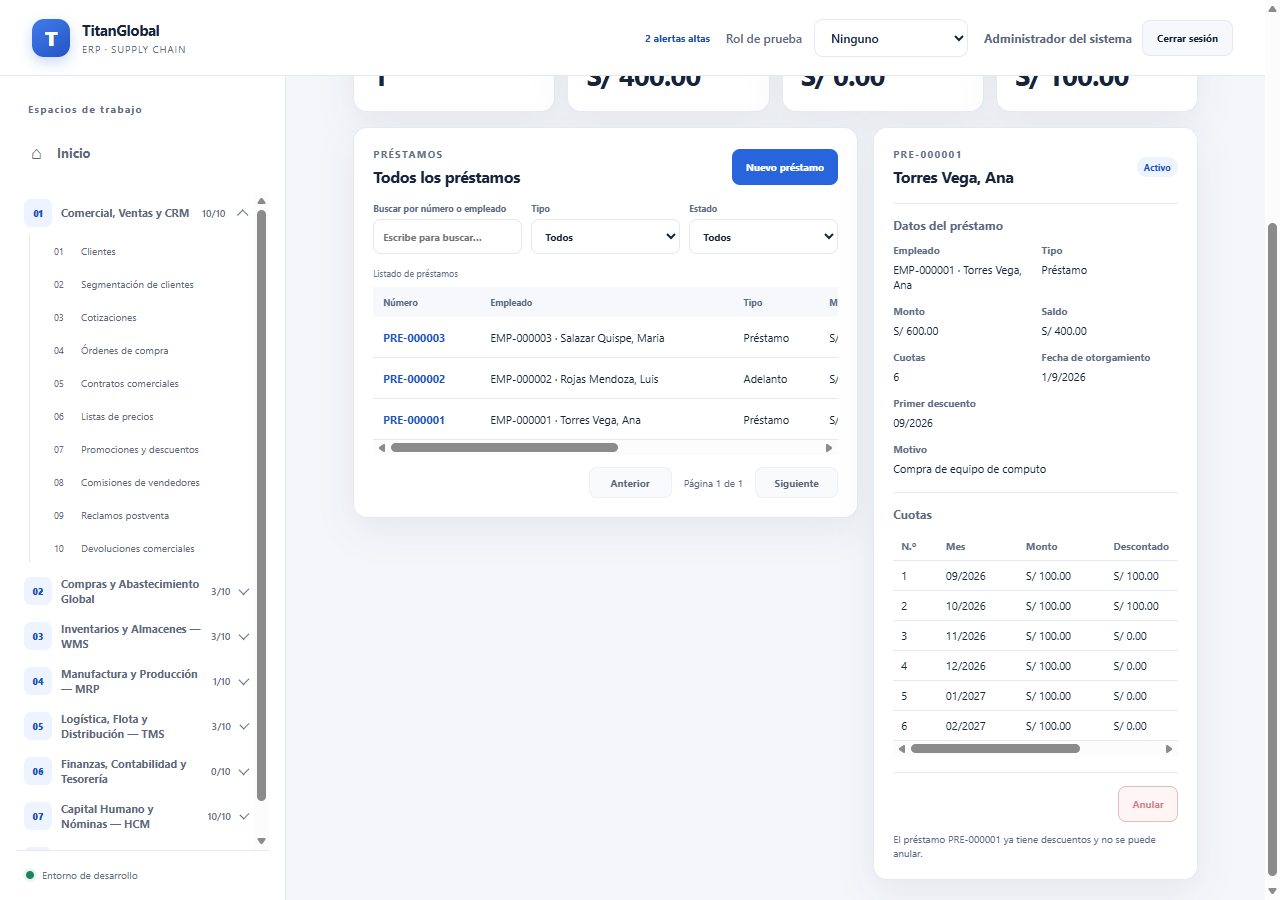 T
TitanGlobal
ERP · SUPPLY CHAIN
2 alertas altas
Rol de prueba
Ninguno
Administrador del sistema
Cerrar sesión
Espacios de trabajo
Inicio
01 Comercial, Ventas y CRM 10/10
01 Clientes
02 Segmentación de clientes
03 Cotizaciones
04 Órdenes de compra
05 Contratos comerciales
06 Listas de precios
07 Promociones y descuentos
08 Comisiones de vendedores
09 Reclamos postventa
10 Devoluciones comerciales
02 Compras y Abastecimiento
Global 3/10
03 Inventarios y Almacenes —
WMS 3/10
04 Manufactura y Producción
— MRP 1/10
05 Logística, Flota y
Distribución — TMS 3/10
06 Finanzas, Contabilidad y
Tesorería 0/10
07 Capital Humano y
Nóminas — HCM 10/10
Entorno de desarrollo
1
S/ 400.00
S/ 0.00
S/ 100.00
PRÉSTAMOS
Todos los préstamos
Nuevo préstamo
Buscar por número o empleado
Tipo
Estado
Escribe para buscar...
Todos
Todos
Listado de préstamos
Número Empleado Tipo M
PRE-000003 EMP-000003 · Salazar Quispe, Maria Préstamo S/
PRE-000002 EMP-000002 · Rojas Mendoza, Luis Adelanto S/
PRE-000001 EMP-000001 · Torres Vega, Ana Préstamo S/
Anterior
Página 1 de 1
Siguiente
PRE-000001
Torres Vega, Ana
Activo
Datos del préstamo
Empleado
EMP-000001 · Torres Vega,
Ana
Tipo
Préstamo
Monto
S/ 600.00
Saldo
S/ 400.00
Cuotas
6
Fecha de otorgamiento
1/9/2026
Primer descuento
09/2026
Motivo
Compra de equipo de computo
Cuotas
N.º Mes Monto Descontado
1 09/2026 S/ 100.00 S/ 100.00
2 10/2026 S/ 100.00 S/ 100.00
3 11/2026 S/ 100.00 S/ 0.00
4 12/2026 S/ 100.00 S/ 0.00
5 01/2027 S/ 100.00 S/ 0.00
6 02/2027 S/ 100.00 S/ 0.00
Anular
El préstamo PRE-000001 ya tiene descuentos y no se puede
anular.